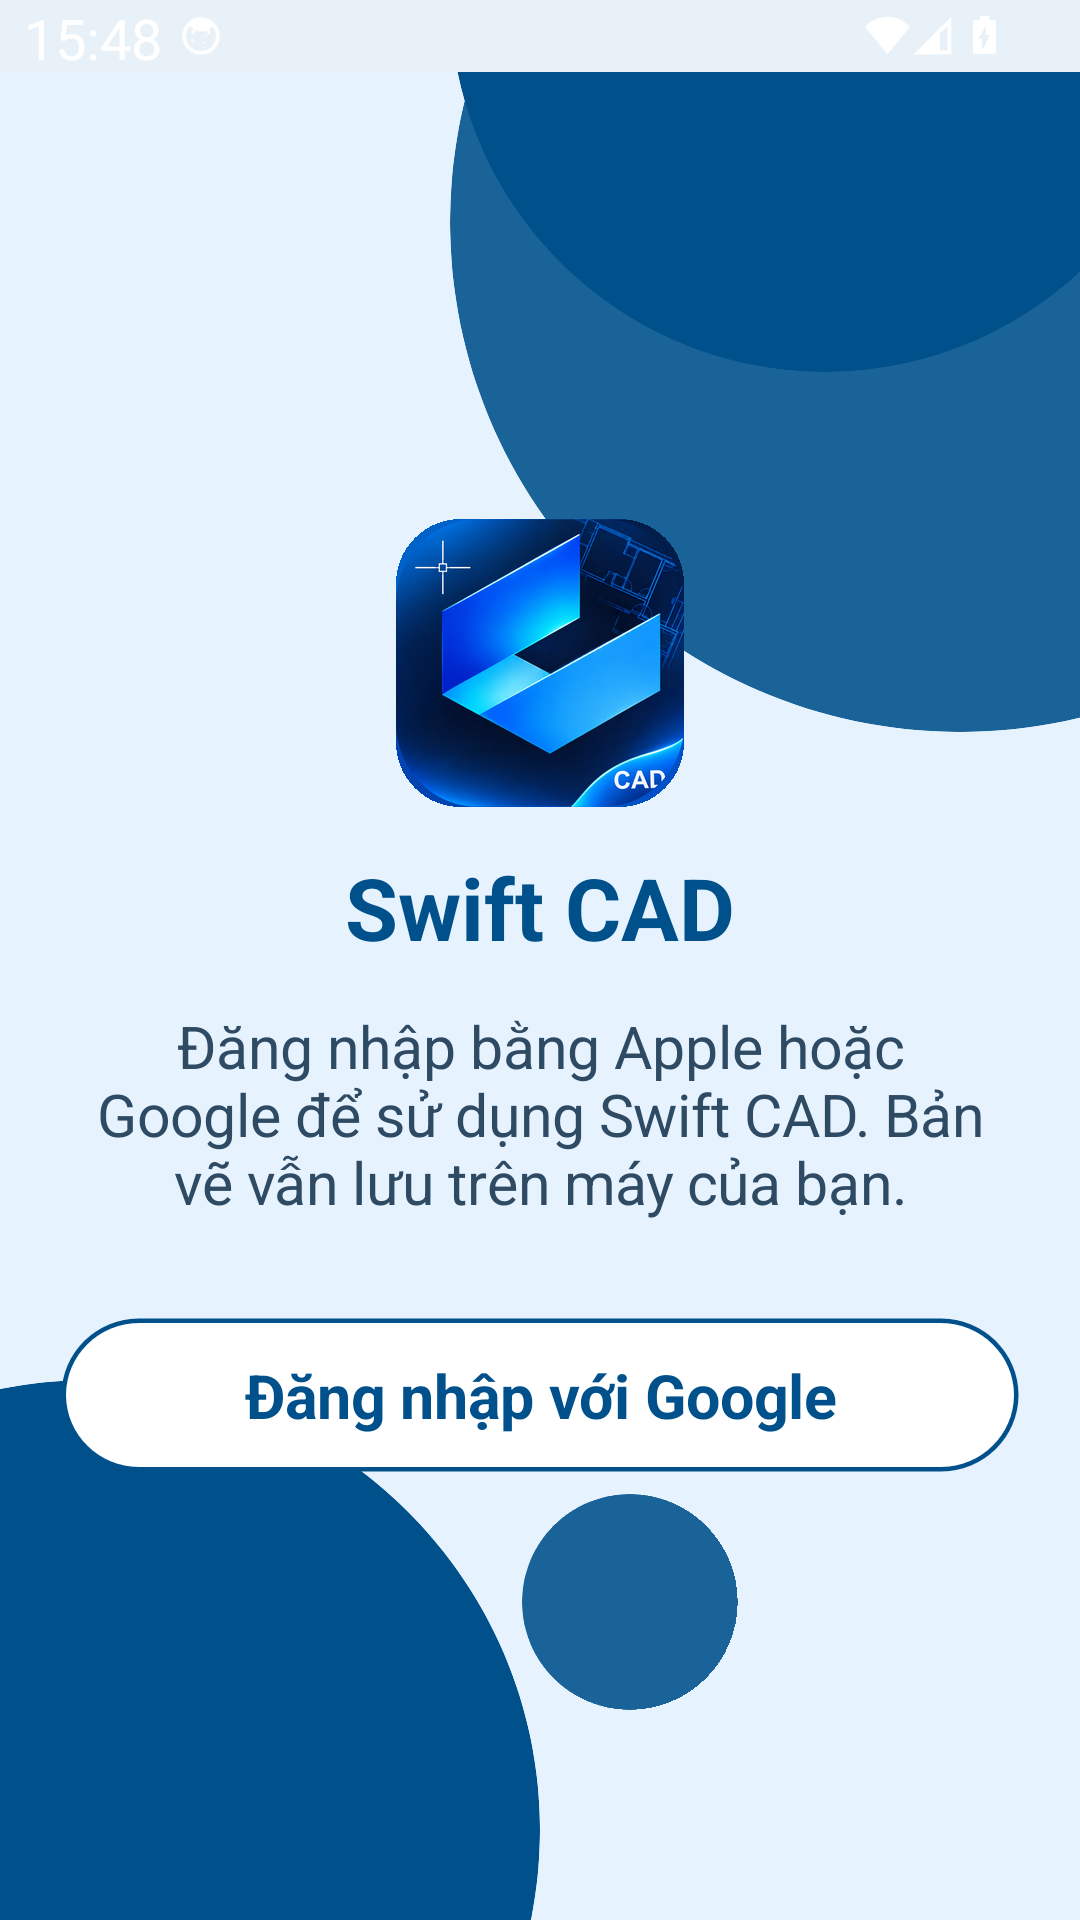 15:48
CAD
Swift CAD
Đăng nhập bằng Apple hoặc
Google để sử dụng Swift CAD. Bản
vẽ vẫn lưu trên máy của bạn.
Đăng nhập với Google